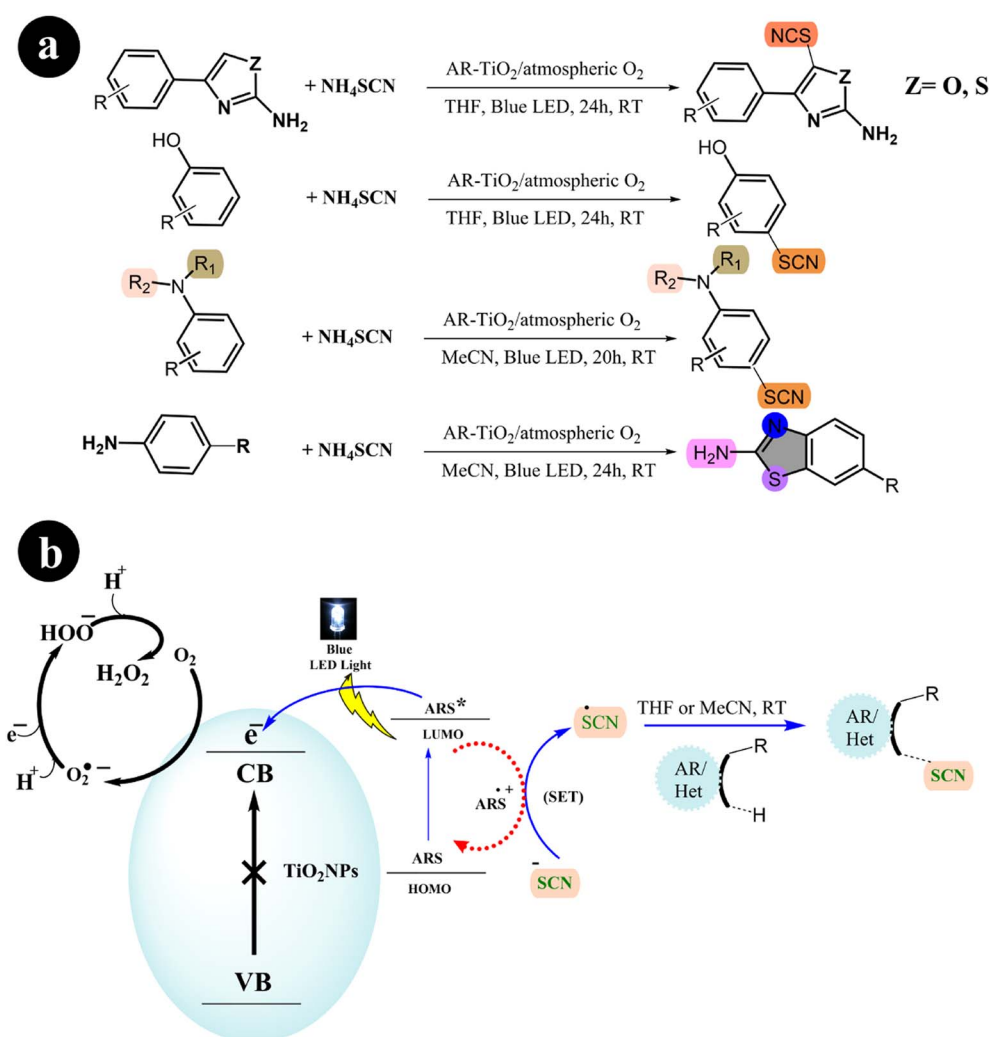 a
NCS
R
Z
N
NH₂
+ NH₄SCN
AR-TiO₂/atmospheric O₂
THF, Blue LED, 24h, RT
R
Z
N
NH₂
Z= O, S
HO
R
+ NH₄SCN
AR-TiO₂/atmospheric O₂
THF, Blue LED, 24h, RT
HO
R
SCN
R₂
N
R₁
R
+ NH₄SCN
AR-TiO₂/atmospheric O₂
MeCN, Blue LED, 20h, RT
R₂
N
R₁
R
SCN
H₂N
R
+ NH₄SCN
AR-TiO₂/atmospheric O₂
MeCN, Blue LED, 24h, RT
H₂N
N
S
R
b
H⁺
HOO⁻
H₂O₂
O₂
e⁻
H⁺
O₂•⁻
Blue
LED Light
e⁻
CB
TiO₂NPs
VB
ARS*
LUMO
ARS•+
ARS
HOMO
(SET)
•SCN
⁻SCN
THF or MeCN, RT
AR/
Het
R
H
AR/
Het
R
SCN